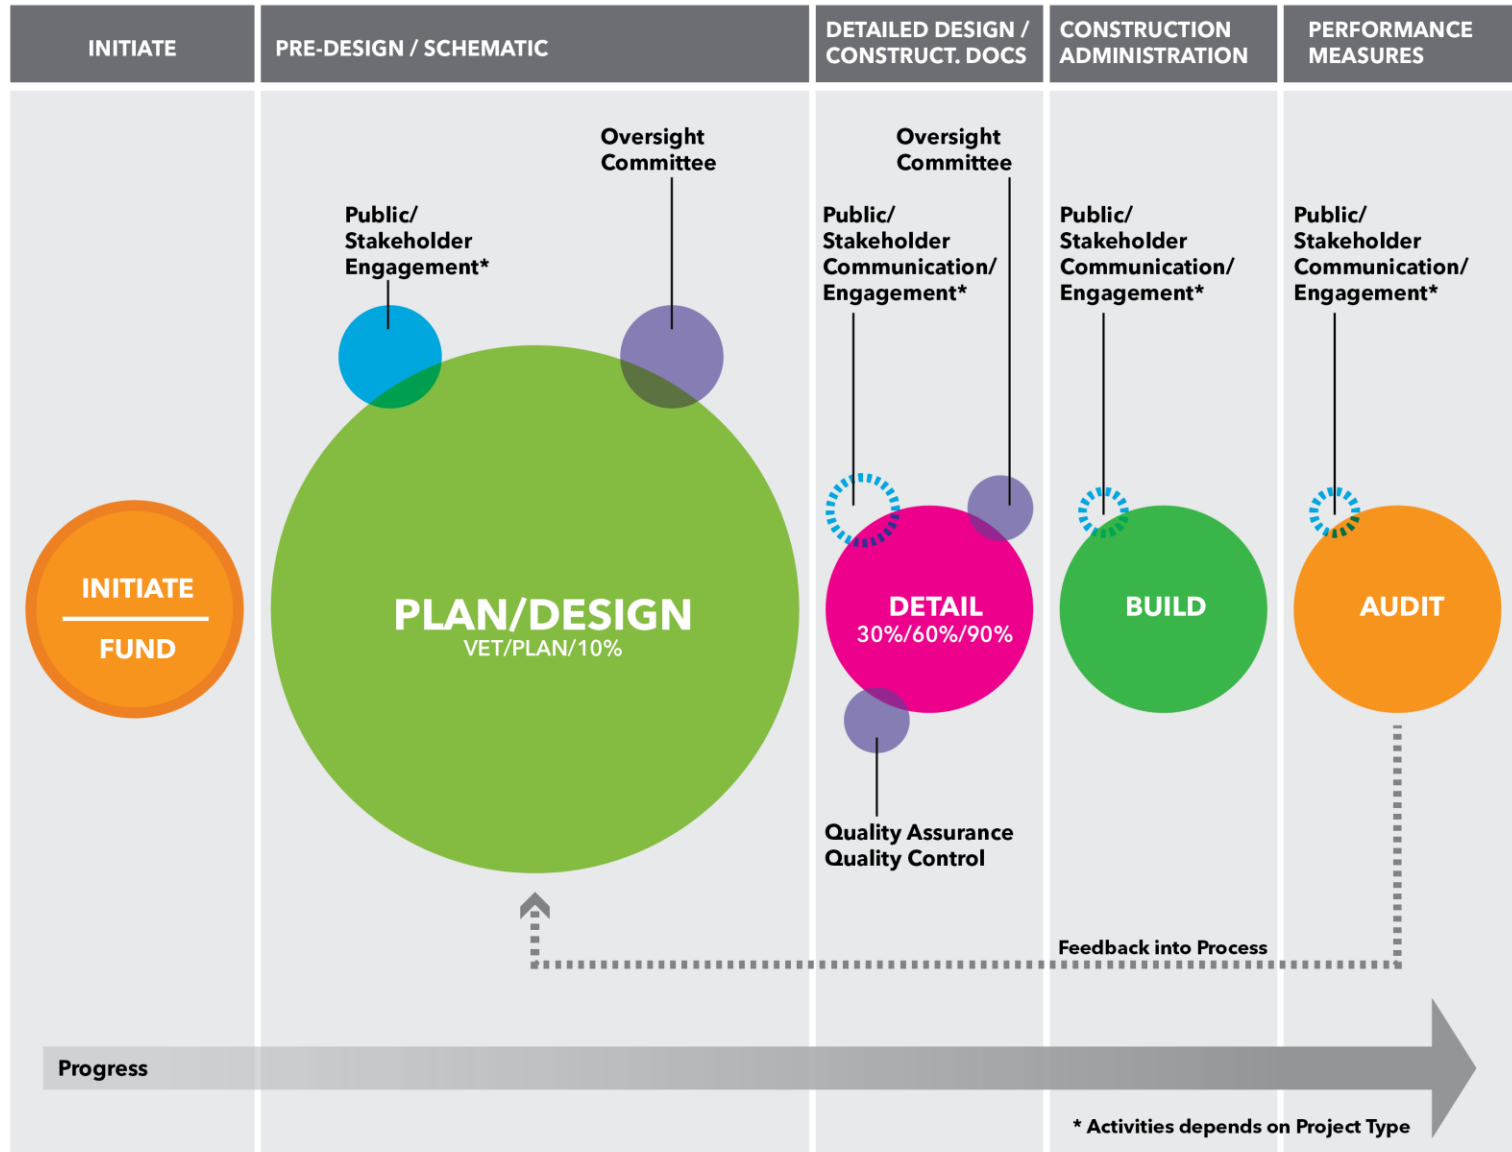 INITIATE
PRE-DESIGN / SCHEMATIC
DETAILED DESIGN /
CONSTRUCT. DOCS
CONSTRUCTION
ADMINISTRATION
PERFORMANCE
MEASURES
Oversight
Committee
Public/
Stakeholder
Engagement*
Oversight
Committee
Public/
Stakeholder
Communication/
Engagement*
Public/
Stakeholder
Communication/
Engagement*
Public/
Stakeholder
Communication/
Engagement*
INITIATE
FUND
PLAN/DESIGN
VET/PLAN/10%
DETAIL
30%/60%/90%
BUILD
AUDIT
Quality Assurance
Quality Control
Feedback into Process
Progress
* Activities depends on Project Type